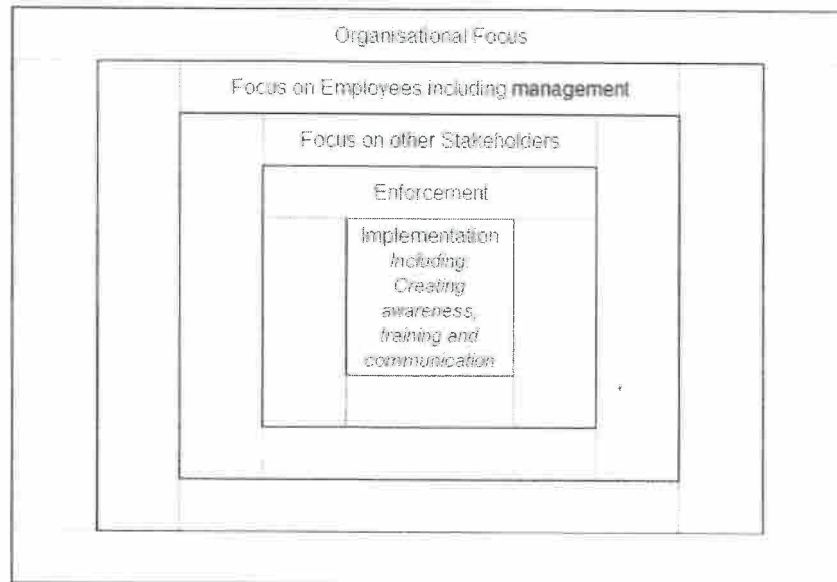 Organisational Focus
Focus on Employees including management
Focus on other Stakeholders
Enforcement
Implementation
Including:
Creating
awareness,
training and
communication